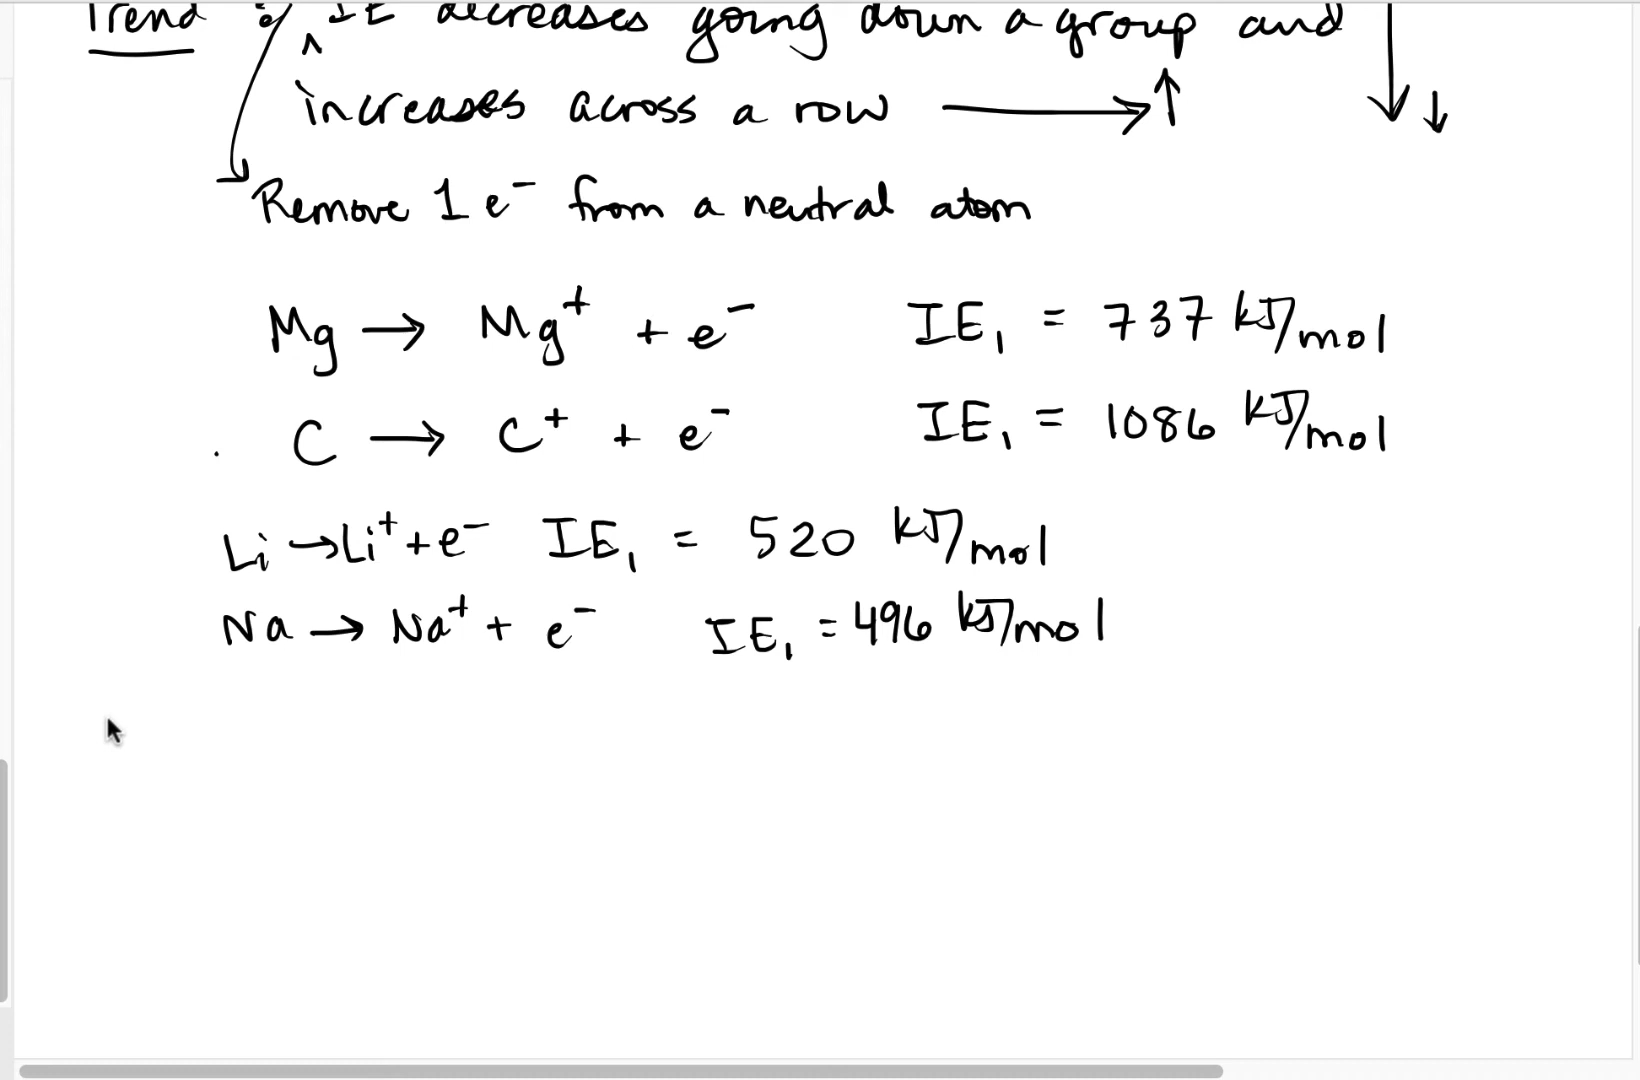 Trend : IE decreases going down a group and ↓ ↓
^
increases across a row ⟶ ↑
Remove 1 e⁻ from a neutral atom
Mg → Mg⁺ + e⁻ IE₁ = 737 kJ/mol
C → C⁺ + e⁻ IE₁ = 1086 kJ/mol
Li → Li⁺ + e⁻ IE₁ = 520 kJ/mol
Na → Na⁺ + e⁻ IE₁ = 496 kJ/mol